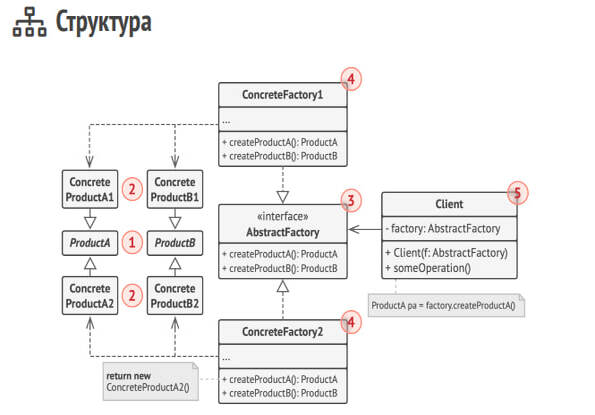 Структура
4
ConcreteFactory1
...
+ createProductA(): ProductA
+ createProductB(): ProductB
Concrete
ProductA1
2
Concrete
ProductB1
ProductA
1
ProductB
Concrete
ProductA2
2
Concrete
ProductB2
3
«interface»
AbstractFactory
+ createProductA(): ProductA
+ createProductB(): ProductB
5
Client
- factory: AbstractFactory
+ Client(f: AbstractFactory)
+ someOperation()
ProductA pa = factory.createProductA()
4
ConcreteFactory2
...
+ createProductA(): ProductA
+ createProductB(): ProductB
return new
ConcreteProductA2()